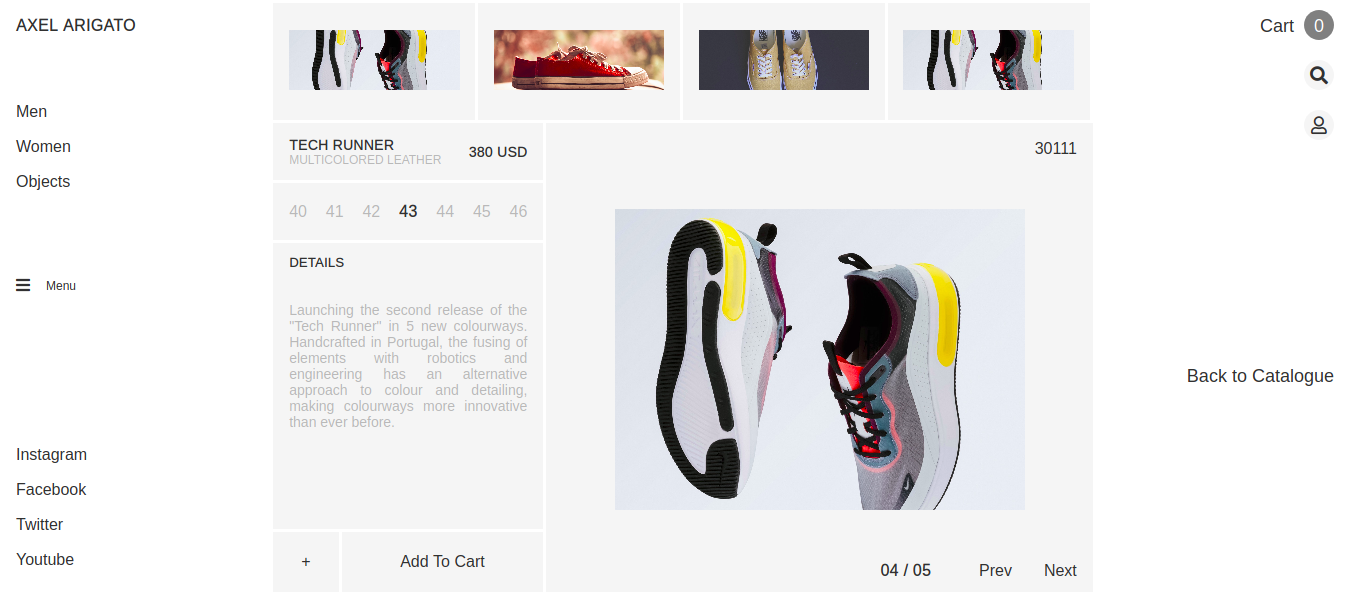 AXEL ARIGATO
Men
Women
Objects
Menu
Instagram
Facebook
Twitter
Youtube
TECH RUNNER
MULTICOLORED LEATHER
380 USD
40 41 42 43 44 45 46
DETAILS
Launching the second release of the
"Tech Runner" in 5 new colourways.
Handcrafted in Portugal, the fusing of
elements with robotics and
engineering has an alternative
approach to colour and detailing,
making colourways more innovative
than ever before.
+
Add To Cart
30111
04 / 05
Prev
Next
Cart 0
Back to Catalogue